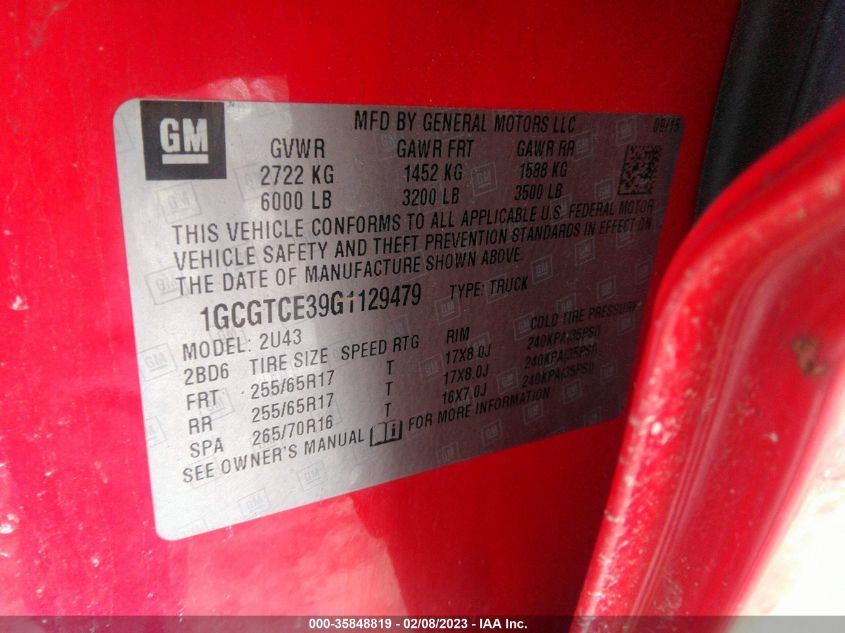 GM
MFD BY GENERAL MOTORS LLC 09/15
GVWR GAWR FRT GAWR RR
2722 KG 1452 KG 1588 KG
6000 LB 3200 LB 3500 LB
THIS VEHICLE CONFORMS TO ALL APPLICABLE U.S. FEDERAL MOTOR
VEHICLE SAFETY AND THEFT PREVENTION STANDARDS IN EFFECT ON
THE DATE OF MANUFACTURE SHOWN ABOVE.
1GCGTCE39G1129479 TYPE: TRUCK
MODEL: 2U43
2BD6 TIRE SIZE SPEED RTG RIM COLD TIRE PRESSURE
FRT 255/65R17 T 17X8.0J 240KPA(35PSI)
RR 255/65R17 T 17X8.0J 240KPA(35PSI)
SPA 265/70R16 T 16X7.0J 240KPA(35PSI)
SEE OWNER'S MANUAL FOR MORE INFORMATION
000-35848819 - 02/08/2023 - IAA Inc.